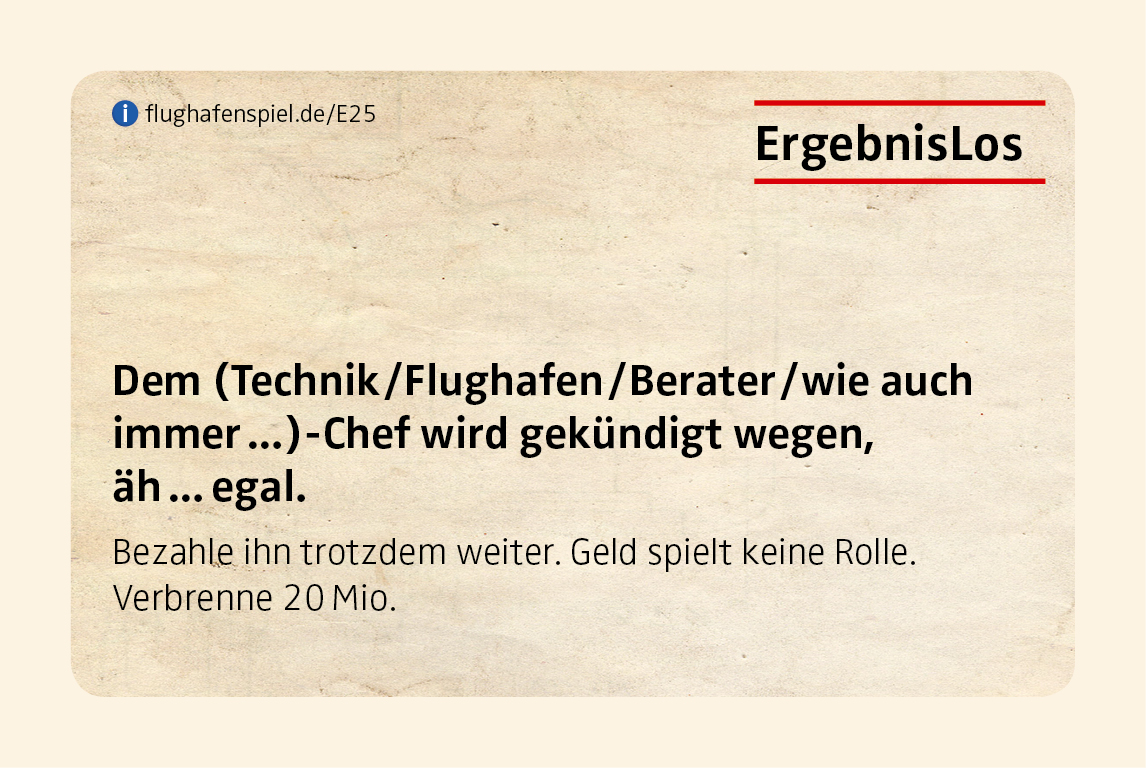 i flughafenspiel.de/E25
ErgebnisLos
Dem (Technik/Flughafen/Berater/wie auch
immer...)-Chef wird gekündigt wegen,
äh... egal.
Bezahle ihn trotzdem weiter. Geld spielt keine Rolle.
Verbrenne 20 Mio.